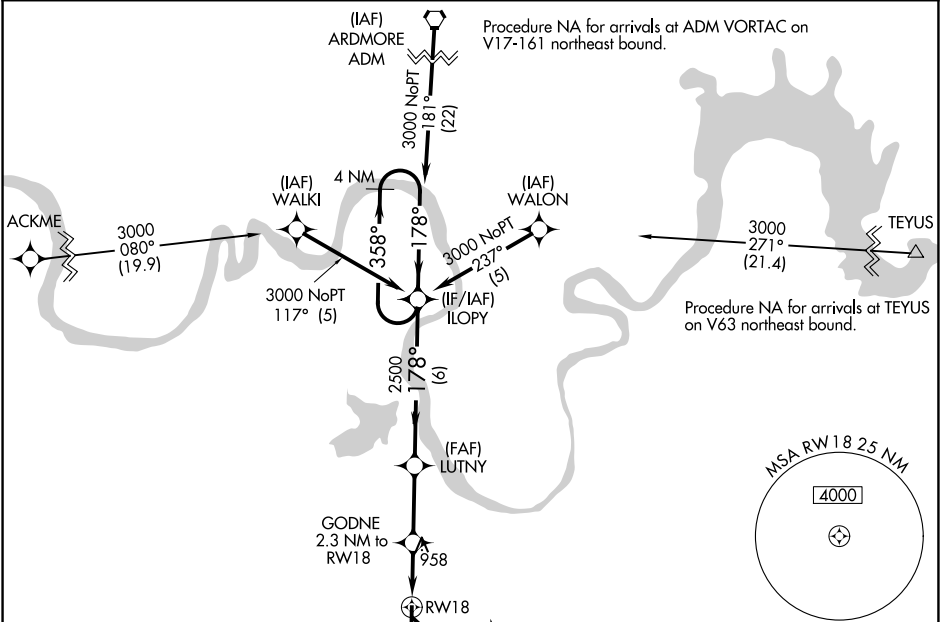 (IAF)
ARDMORE
ADM
Procedure NA for arrivals at ADM VORTAC on
V17-161 northeast bound.
3000 NoPT
181°
(22)
4 NM
(IAF)
WALKI
(IAF)
WALON
ACKME
3000
080°
(19.9)
358°
178°
3000 NoPT
237°
(5)
3000
271°
(21.4)
TEYUS
3000 NoPT
117° (5)
(IF/IAF)
ILOPY
Procedure NA for arrivals at TEYUS
on V63 northeast bound.
2500
178°
(6)
(FAF)
LUTNY
MSA RW18 25 NM
4000
GODNE
2.3 NM to
RW18
958
RW18